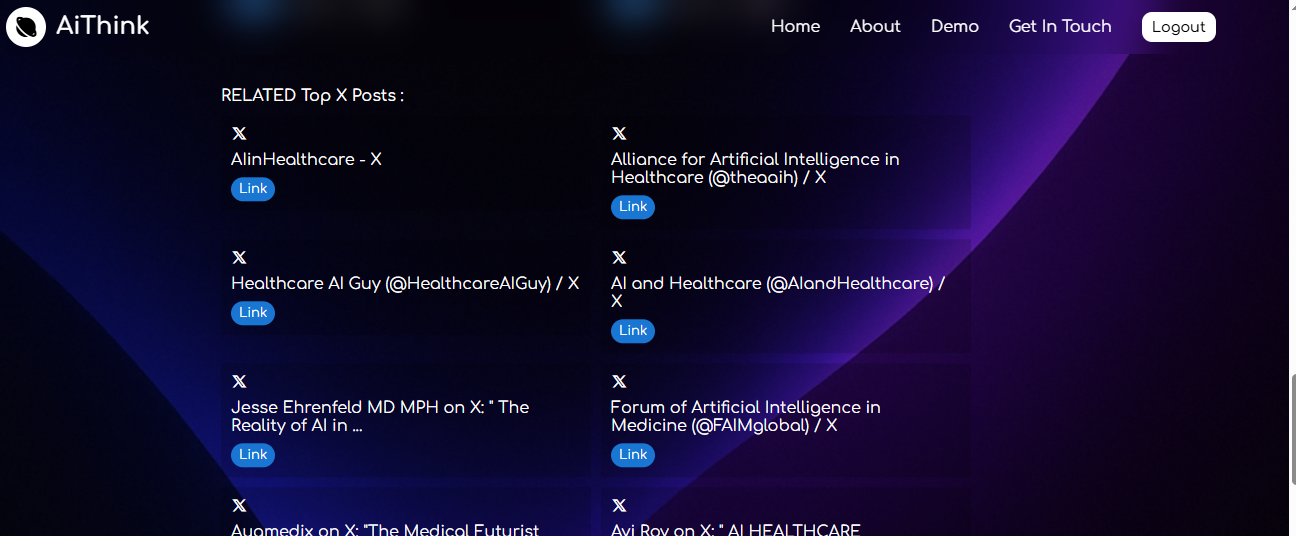 AiThink
Home
About
Demo
Get In Touch
Logout
RELATED Top X Posts :
AIinHealthcare - X
Link
Alliance for Artificial Intelligence in
Healthcare (@theaaih) / X
Link
Healthcare AI Guy (@HealthcareAIGuy) / X
Link
AI and Healthcare (@AIandHealthcare) /
X
Link
Jesse Ehrenfeld MD MPH on X: " The
Reality of AI in ...
Link
Forum of Artificial Intelligence in
Medicine (@FAIMglobal) / X
Link
Augmedix on X: "The Medical Futurist
Avi Roy on X: " AI HEALTHCARE